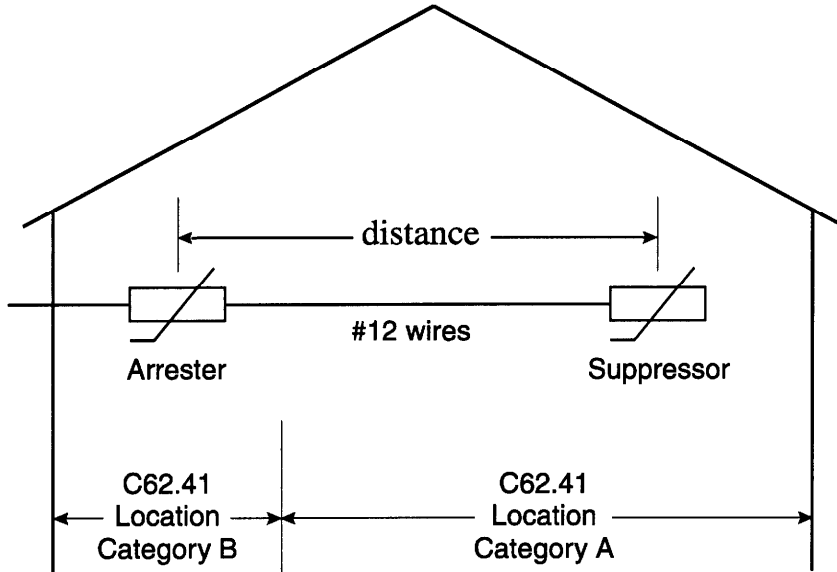 distance
#12 wires
Arrester
Suppressor
C62.41
Location
Category B
C62.41
Location
Category A